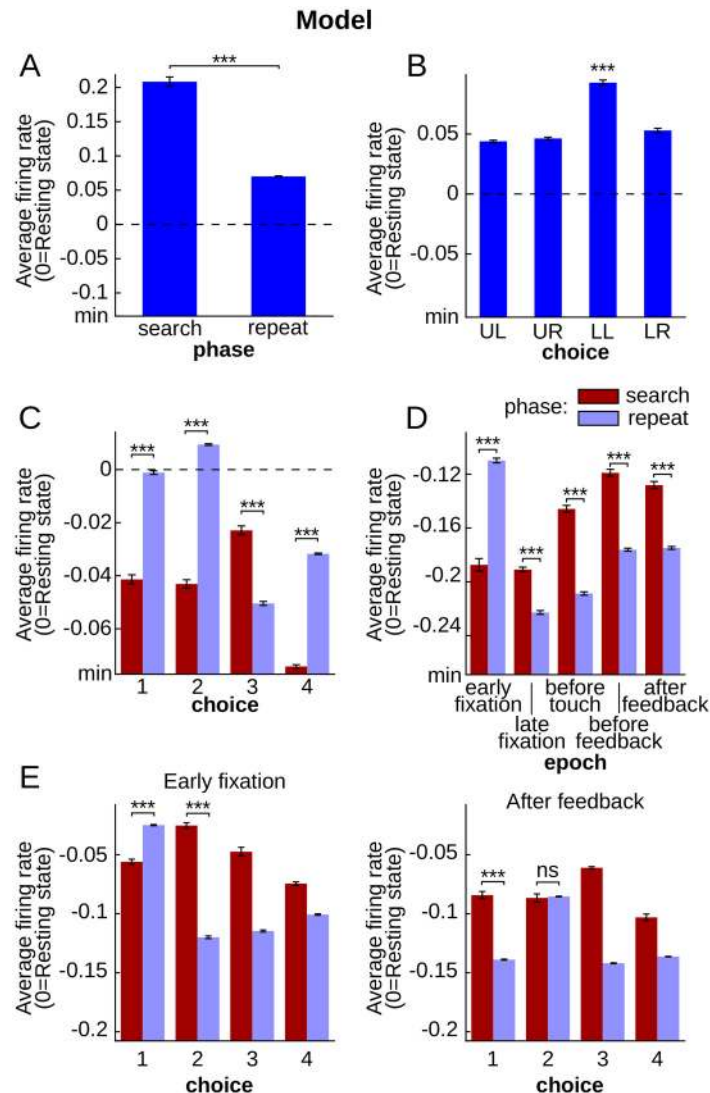 Model
A
Average firing rate
(0=Resting state)
0.2
0.15
0.1
0.05
0
-0.05
-0.1
min
***
search
repeat
phase
B
Average firing rate
(0=Resting state)
0.05
0
0.05
min
***
UL
UR
LL
LR
choice
C
Average firing rate
(0=Resting state)
0
-0.02
-0.04
-0.06
min
***
***
***
***
1
2
3
4
choice
D
phase:
search
repeat
Average firing rate
(0=Resting state)
-0.12
-0.16
-0.2
-0.24
min
***
***
***
***
***
early
fixation
late
fixation
before
touch
before
feedback
after
feedback
epoch
E
Early fixation
Average firing rate
(0=Resting state)
-0.05
-0.1
-0.15
-0.2
***
***
1
2
3
4
choice
After feedback
Average firing rate
(0=Resting state)
-0.05
-0.1
-0.15
-0.2
***
ns
1
2
3
4
choice